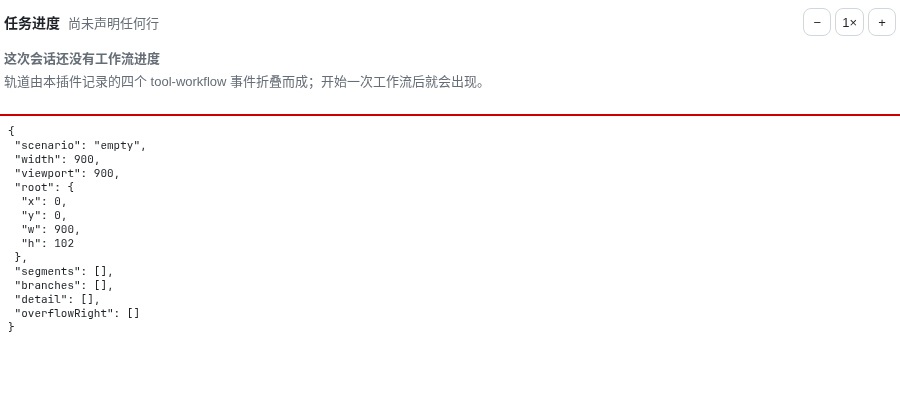 任务进度 尚未声明任何行 − 1× +
这次会话还没有工作流进度
轨道由本插件记录的四个 tool-workflow 事件折叠而成；开始一次工作流后就会出现。
{
 "scenario": "empty",
 "width": 900,
 "viewport": 900,
 "root": {
  "x": 0,
  "y": 0,
  "w": 900,
  "h": 102
 },
 "segments": [],
 "branches": [],
 "detail": [],
 "overflowRight": []
}